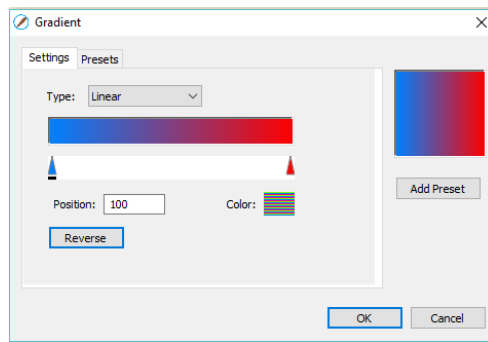 Gradient
Settings Presets
Type: Linear
Position: 100 Color:
Add Preset
Reverse
OK Cancel